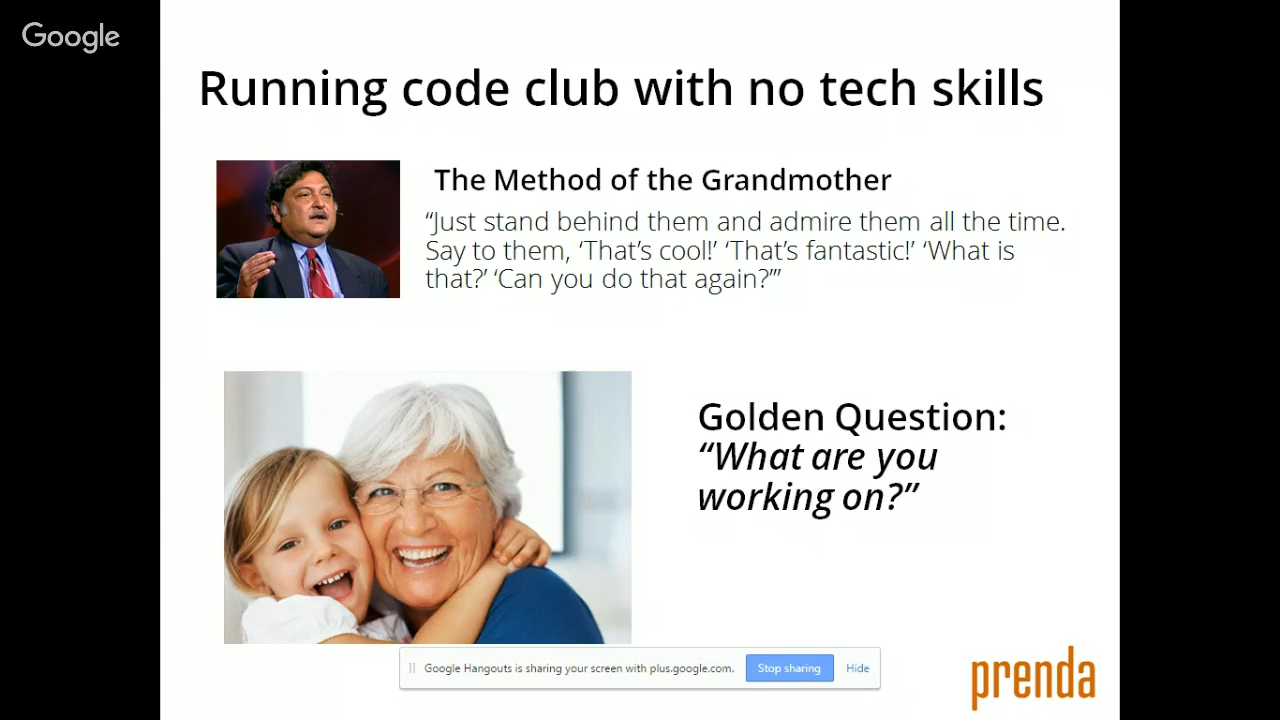 Google
Running code club with no tech skills
The Method of the Grandmother
“Just stand behind them and admire them all the time.
Say to them, ‘That’s cool!’ ‘That’s fantastic!’ ‘What is
that?’ ‘Can you do that again?’”
Golden Question:
“What are you
working on?”
Google Hangouts is sharing your screen with plus.google.com. Stop sharing Hide
prenda